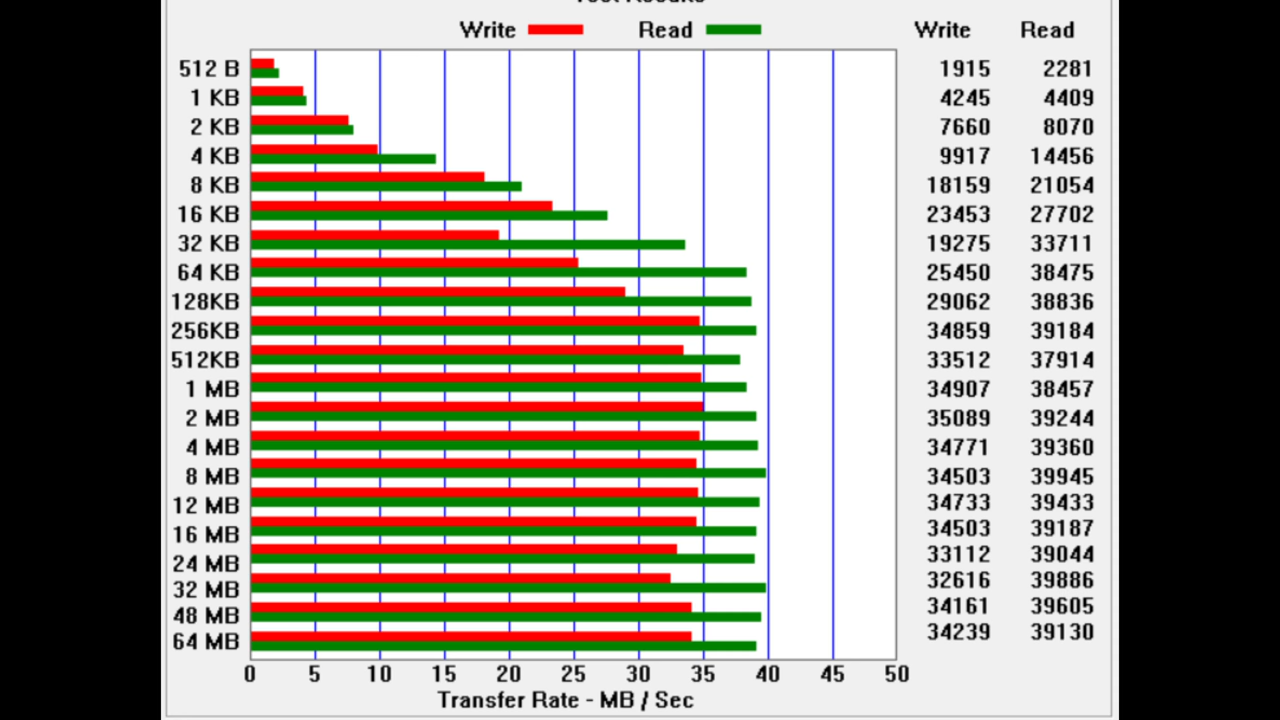 Test Results
Write Read Write Read
512 B 1915 2281
1 KB 4245 4409
2 KB 7660 8070
4 KB 9917 14456
8 KB 18159 21054
16 KB 23453 27702
32 KB 19275 33711
64 KB 25450 38475
128KB 29062 38836
256KB 34859 39184
512KB 33512 37914
1 MB 34907 38457
2 MB 35089 39244
4 MB 34771 39360
8 MB 34503 39945
12 MB 34733 39433
16 MB 34503 39187
24 MB 33112 39044
32 MB 32616 39886
48 MB 34161 39605
64 MB 34239 39130
0 5 10 15 20 25 30 35 40 45 50
Transfer Rate - MB / Sec